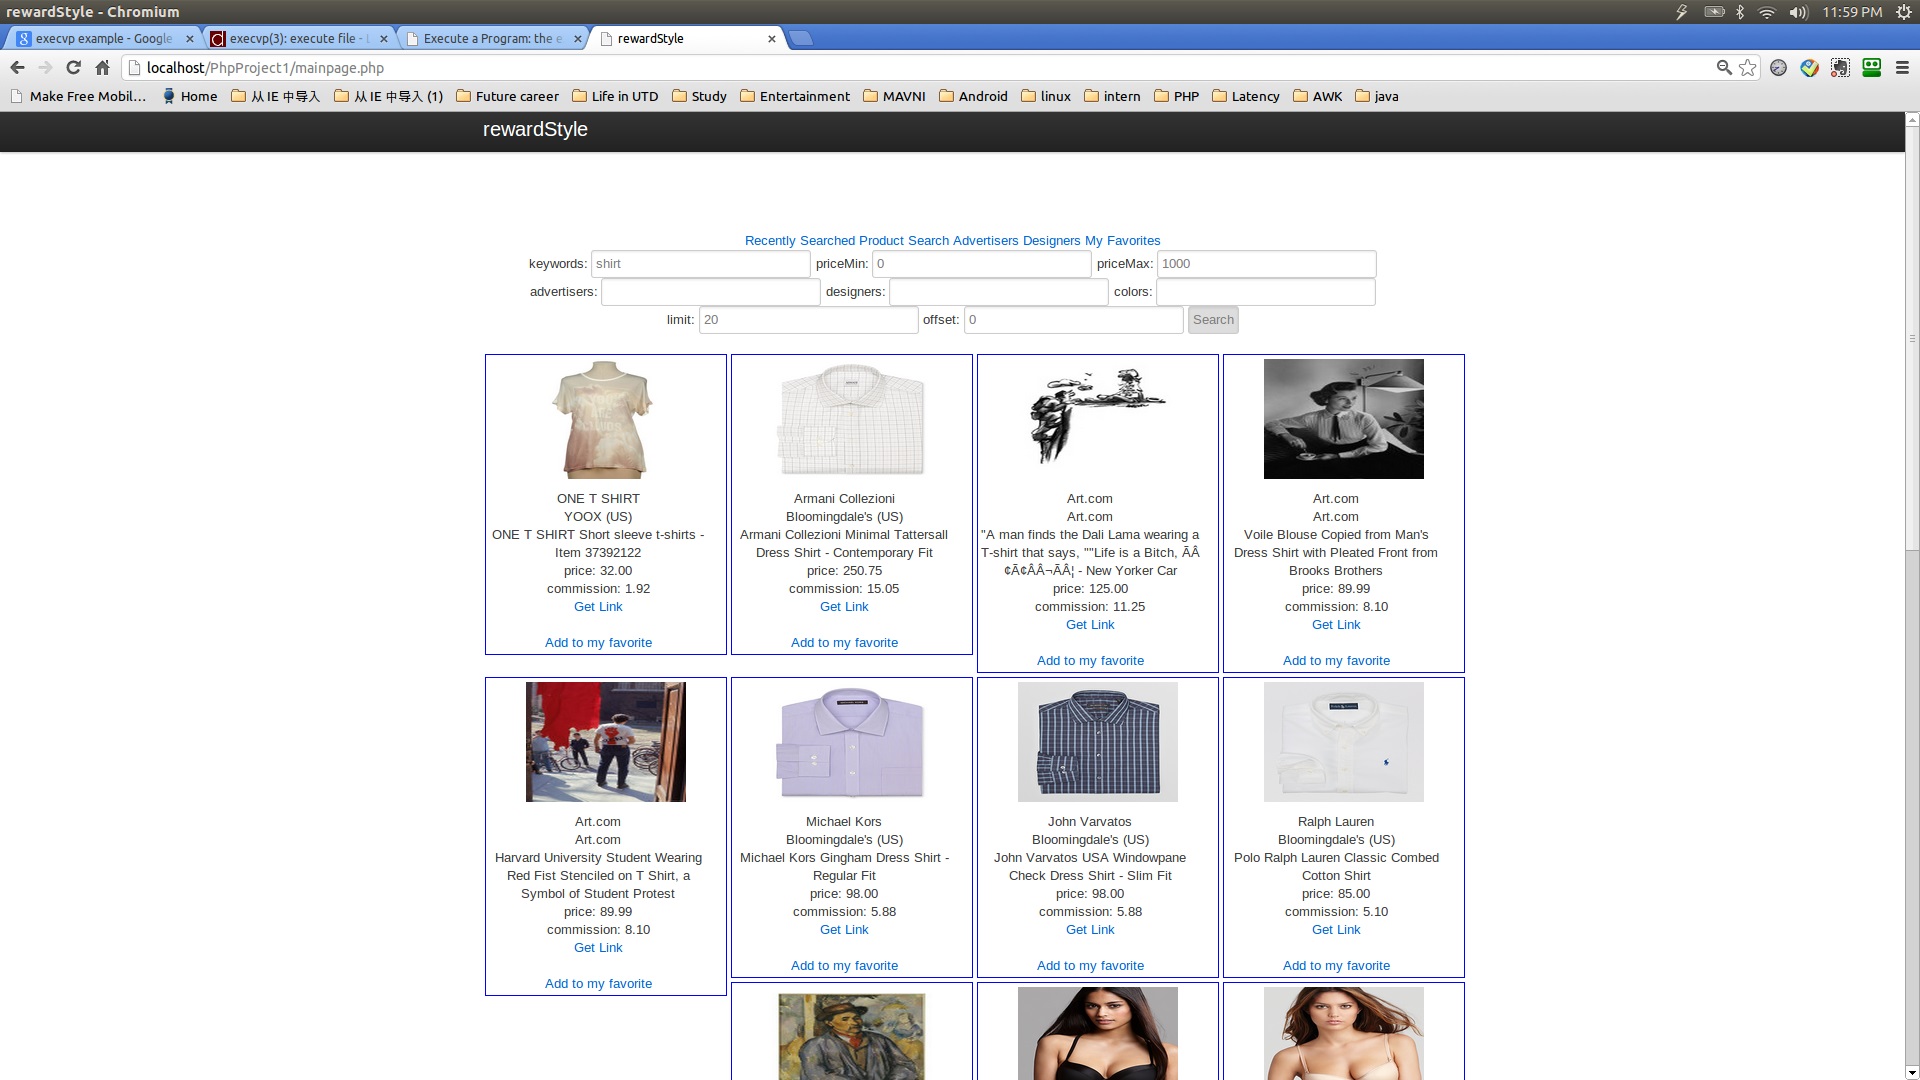 rewardStyle - Chromium
11:59 PM
execvp example - Google
execvp(3): execute file - l
Execute a Program: the e
rewardStyle
localhost/PhpProject1/mainpage.php
Make Free Mobil...
Home
从 IE 中导入
从 IE 中导入 (1)
Future career
Life in UTD
Study
Entertainment
MAVNI
Android
linux
intern
PHP
Latency
AWK
java
rewardStyle
Recently Searched Product Search Advertisers Designers My Favorites
keywords: shirt priceMin: 0 priceMax: 1000
advertisers: designers: colors:
limit: 20 offset: 0 Search
ONE T SHIRT
YOOX (US)
ONE T SHIRT Short sleeve t-shirts -
Item 37392122
price: 32.00
commission: 1.92
Get Link
Add to my favorite
Armani Collezioni
Bloomingdale's (US)
Armani Collezioni Minimal Tattersall
Dress Shirt - Contemporary Fit
price: 250.75
commission: 15.05
Get Link
Add to my favorite
Art.com
Art.com
"A man finds the Dali Lama wearing a
T-shirt that says, ""Life is a Bitch, ÃÂ
¢Ã¢ÂÂ¬ÃÂ¦ - New Yorker Car
price: 125.00
commission: 11.25
Get Link
Add to my favorite
Art.com
Art.com
Voile Blouse Copied from Man's
Dress Shirt with Pleated Front from
Brooks Brothers
price: 89.99
commission: 8.10
Get Link
Add to my favorite
Art.com
Art.com
Harvard University Student Wearing
Red Fist Stenciled on T Shirt, a
Symbol of Student Protest
price: 89.99
commission: 8.10
Get Link
Add to my favorite
Michael Kors
Bloomingdale's (US)
Michael Kors Gingham Dress Shirt -
Regular Fit
price: 98.00
commission: 5.88
Get Link
Add to my favorite
John Varvatos
Bloomingdale's (US)
John Varvatos USA Windowpane
Check Dress Shirt - Slim Fit
price: 98.00
commission: 5.88
Get Link
Add to my favorite
Ralph Lauren
Bloomingdale's (US)
Polo Ralph Lauren Classic Combed
Cotton Shirt
price: 85.00
commission: 5.10
Get Link
Add to my favorite